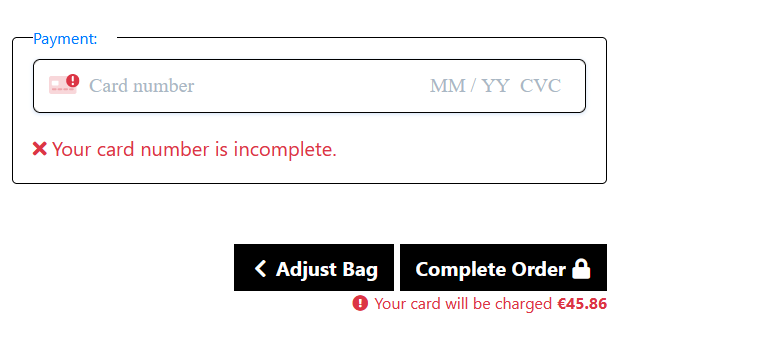 Payment:
Card number MM / YY CVC
Your card number is incomplete.
Adjust Bag Complete Order
Your card will be charged €45.86